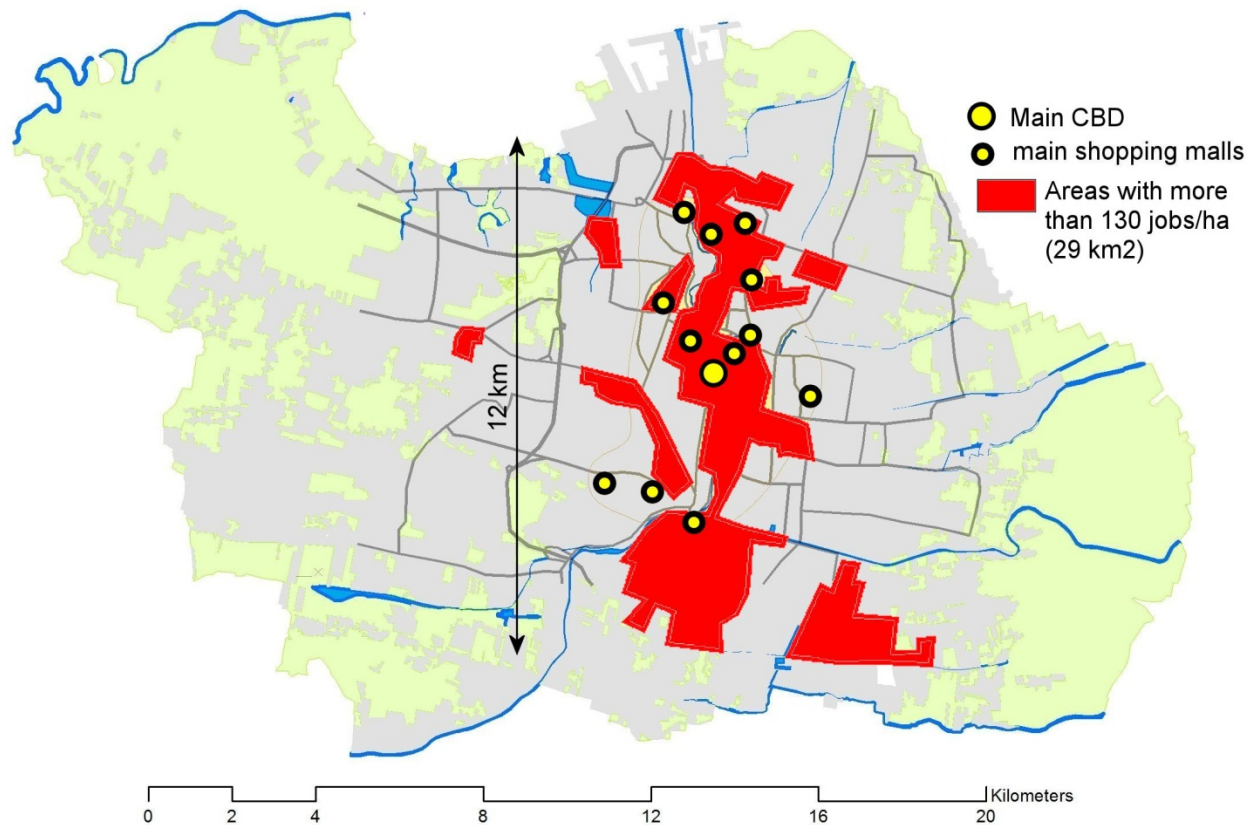 Main CBD
main shopping malls
Areas with more
than 130 jobs/ha
(29 km2)
12 km
Kilometers
0 2 4 8 12 16 20